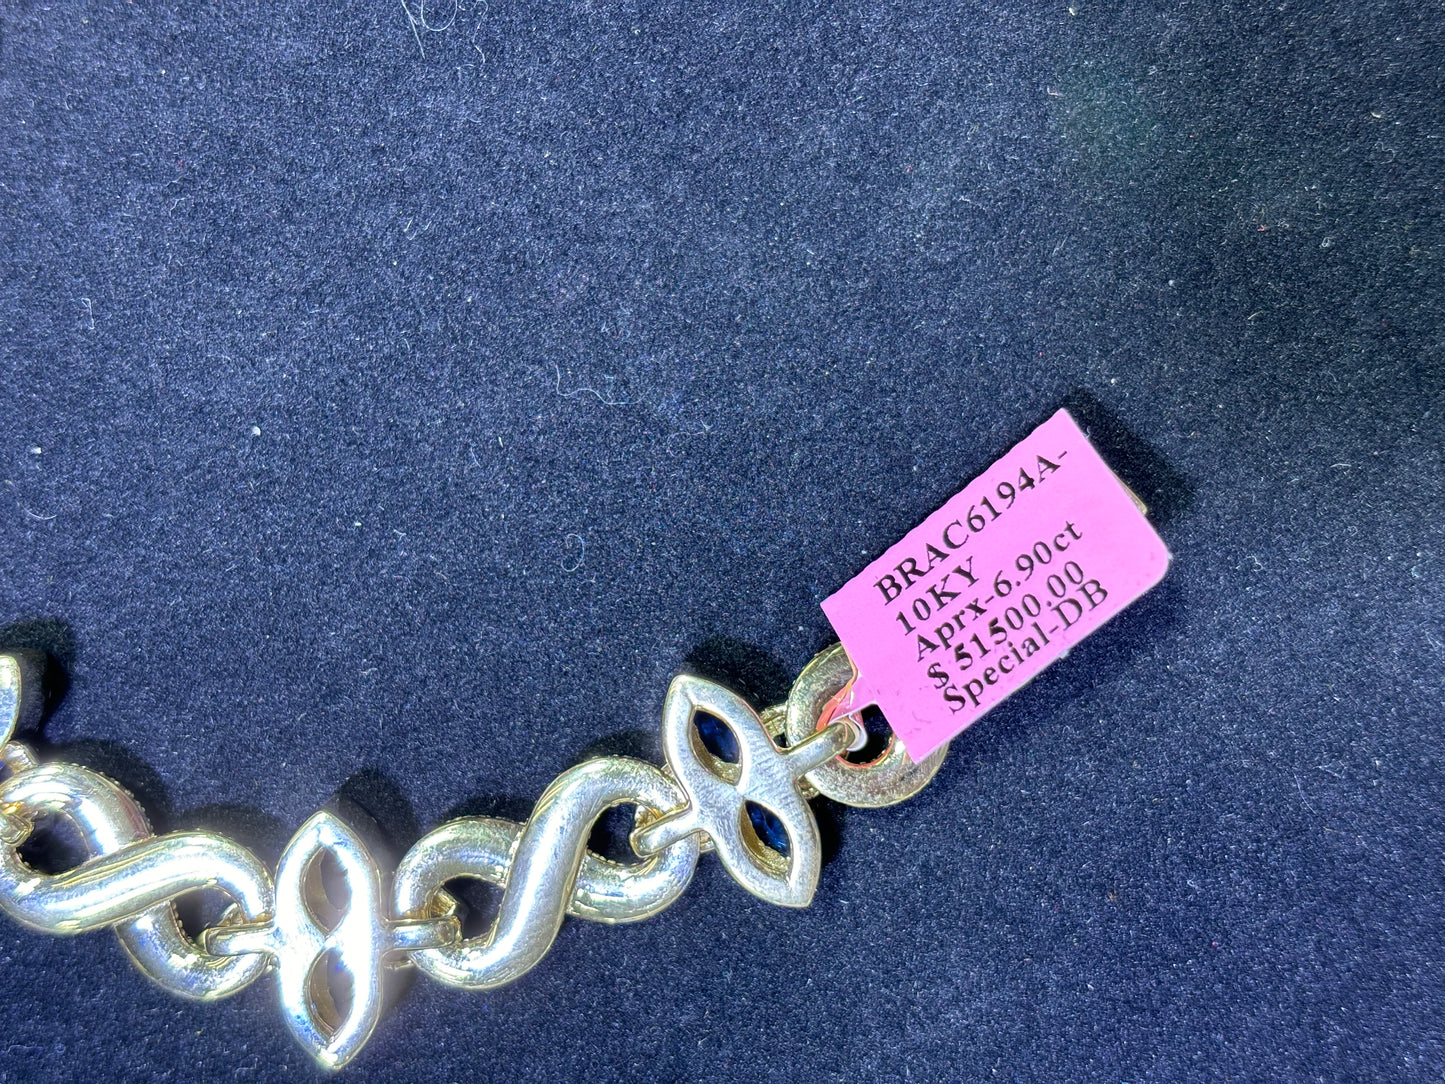 BRAC6194A-
10KY
Aprx-6.90ct
$ 51500.00
Special-DB